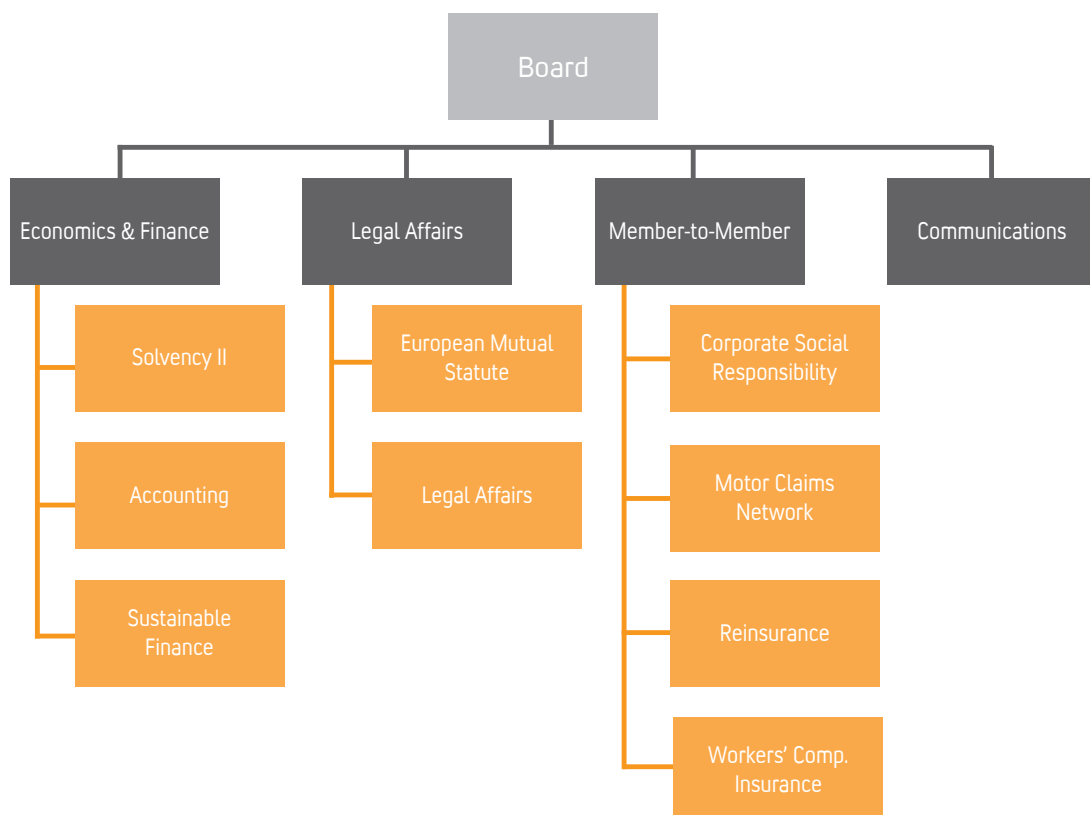 Board
Economics & Finance
Legal Affairs
Member-to-Member
Communications
Solvency II
Accounting
Sustainable
Finance
European Mutual
Statute
Legal Affairs
Corporate Social
Responsibility
Motor Claims
Network
Reinsurance
Workers’ Comp.
Insurance